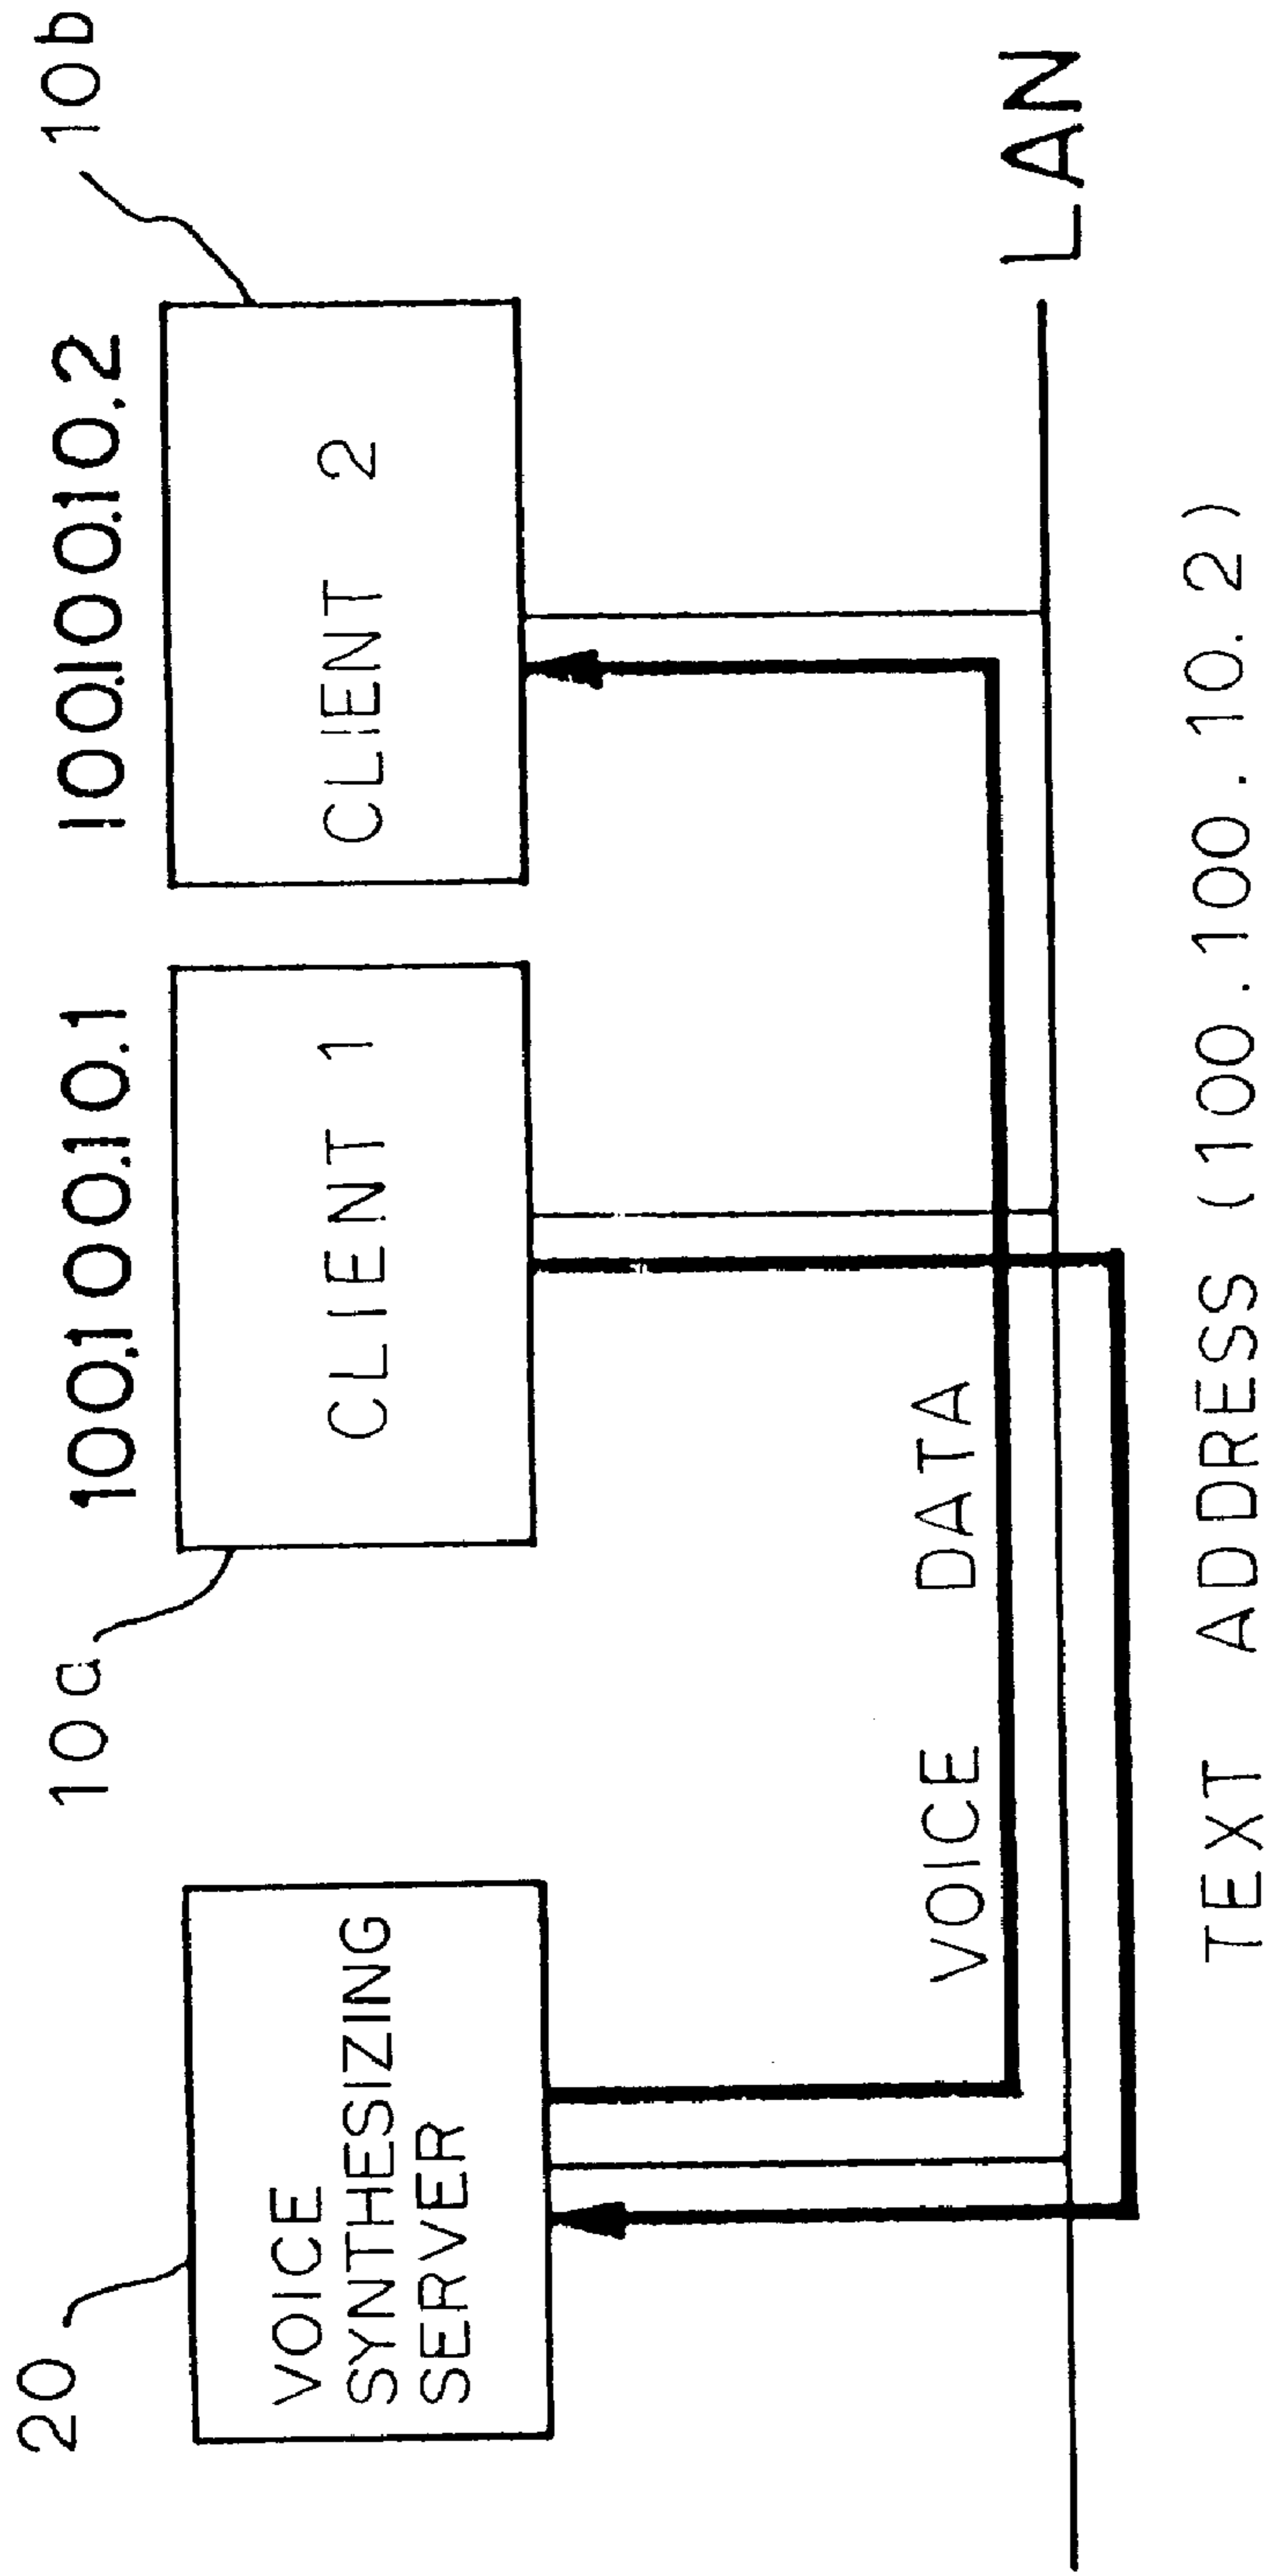 20
VOICE
SYNTHESIZING
SERVER
10a
100.100.10.1
CLIENT 1
10b
100.100.10.2
CLIENT 2
VOICE DATA
LAN
TEXT ADDRESS (100.100.10.2)